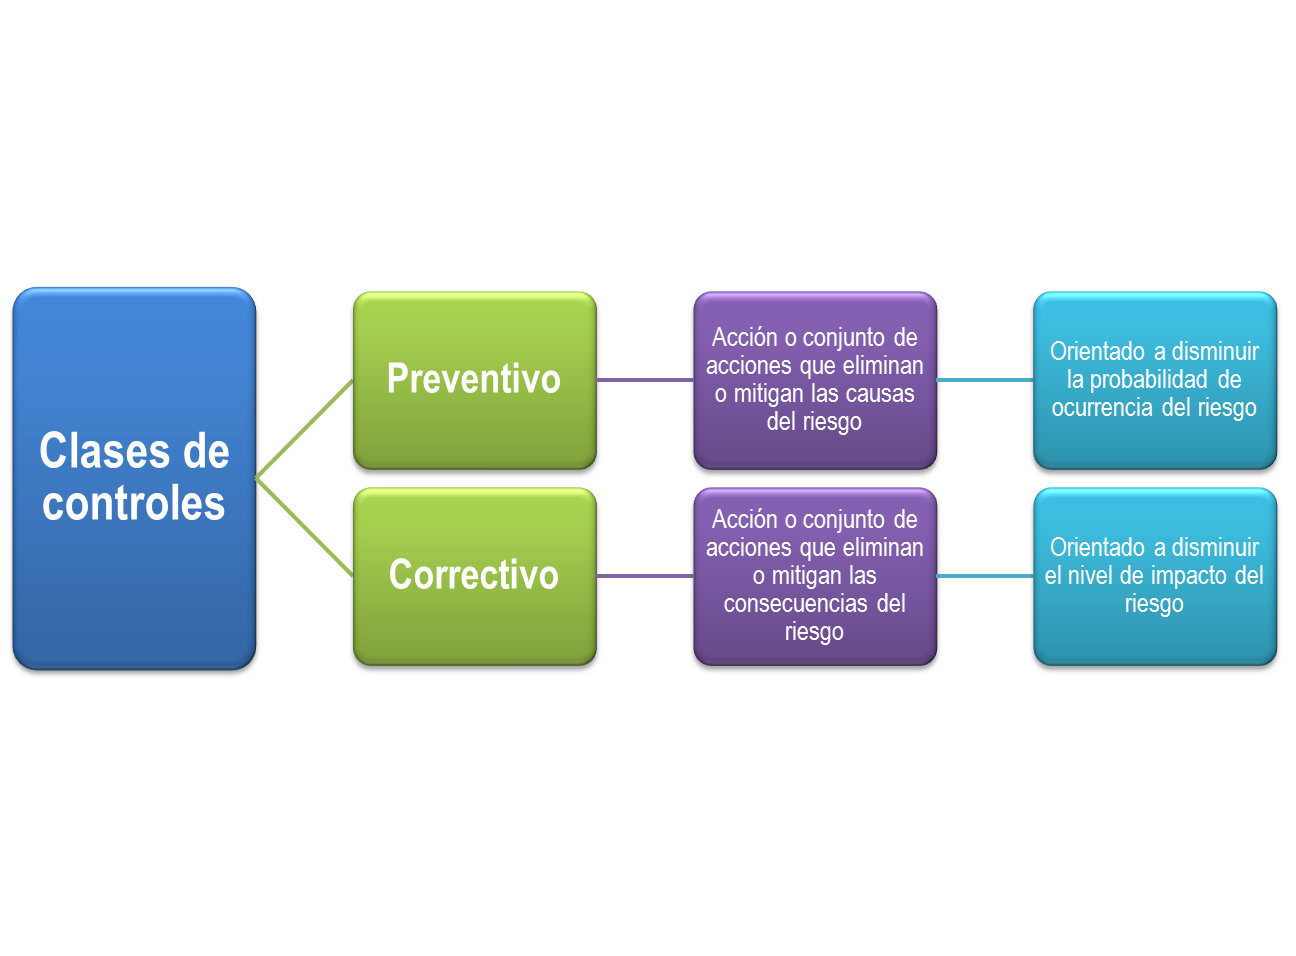 Clases de
controles
Preventivo
Acción o conjunto de
acciones que eliminan
o mitigan las causas
del riesgo
Orientado a disminuir
la probabilidad de
ocurrencia del riesgo
Correctivo
Acción o conjunto de
acciones que eliminan
o mitigan las
consecuencias del
riesgo
Orientado a disminuir
el nivel de impacto del
riesgo